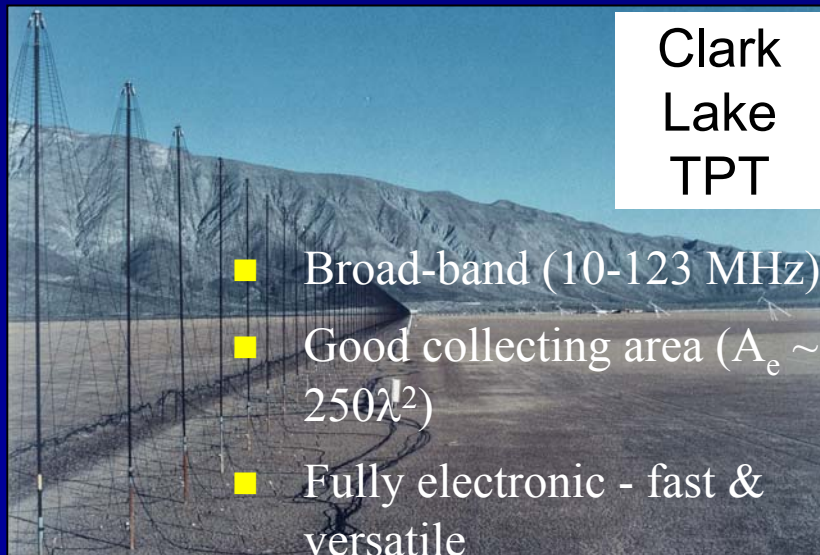 Clark
Lake
TPT
Broad-band (10-123 MHz)
Good collecting area (Aₑ ~
250λ²)
Fully electronic - fast &
versatile